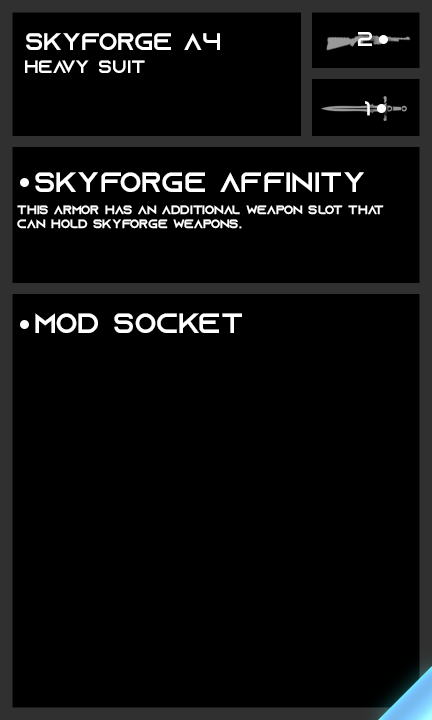 SKYFORGE A4
HEAVY SUIT
2•
1•
•SKYFORGE AFFINITY
THIS ARMOR HAS AN ADDITIONAL WEAPON SLOT THAT
CAN HOLD SKYFORGE WEAPONS.
•MOD SOCKET